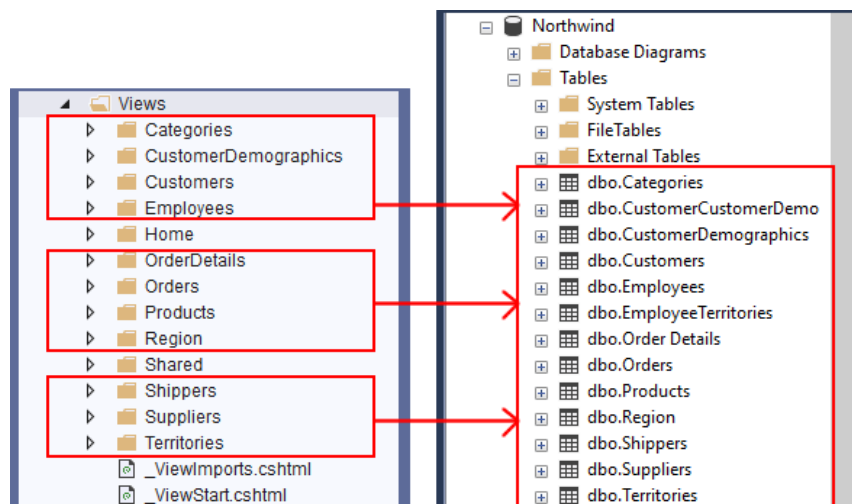 Views
Categories
CustomerDemographics
Customers
Employees
Home
OrderDetails
Orders
Products
Region
Shared
Shippers
Suppliers
Territories
_ViewImports.cshtml
_ViewStart.cshtml
Northwind
Database Diagrams
Tables
System Tables
FileTables
External Tables
dbo.Categories
dbo.CustomerCustomerDemo
dbo.CustomerDemographics
dbo.Customers
dbo.Employees
dbo.EmployeeTerritories
dbo.Order Details
dbo.Orders
dbo.Products
dbo.Region
dbo.Shippers
dbo.Suppliers
dbo.Territories